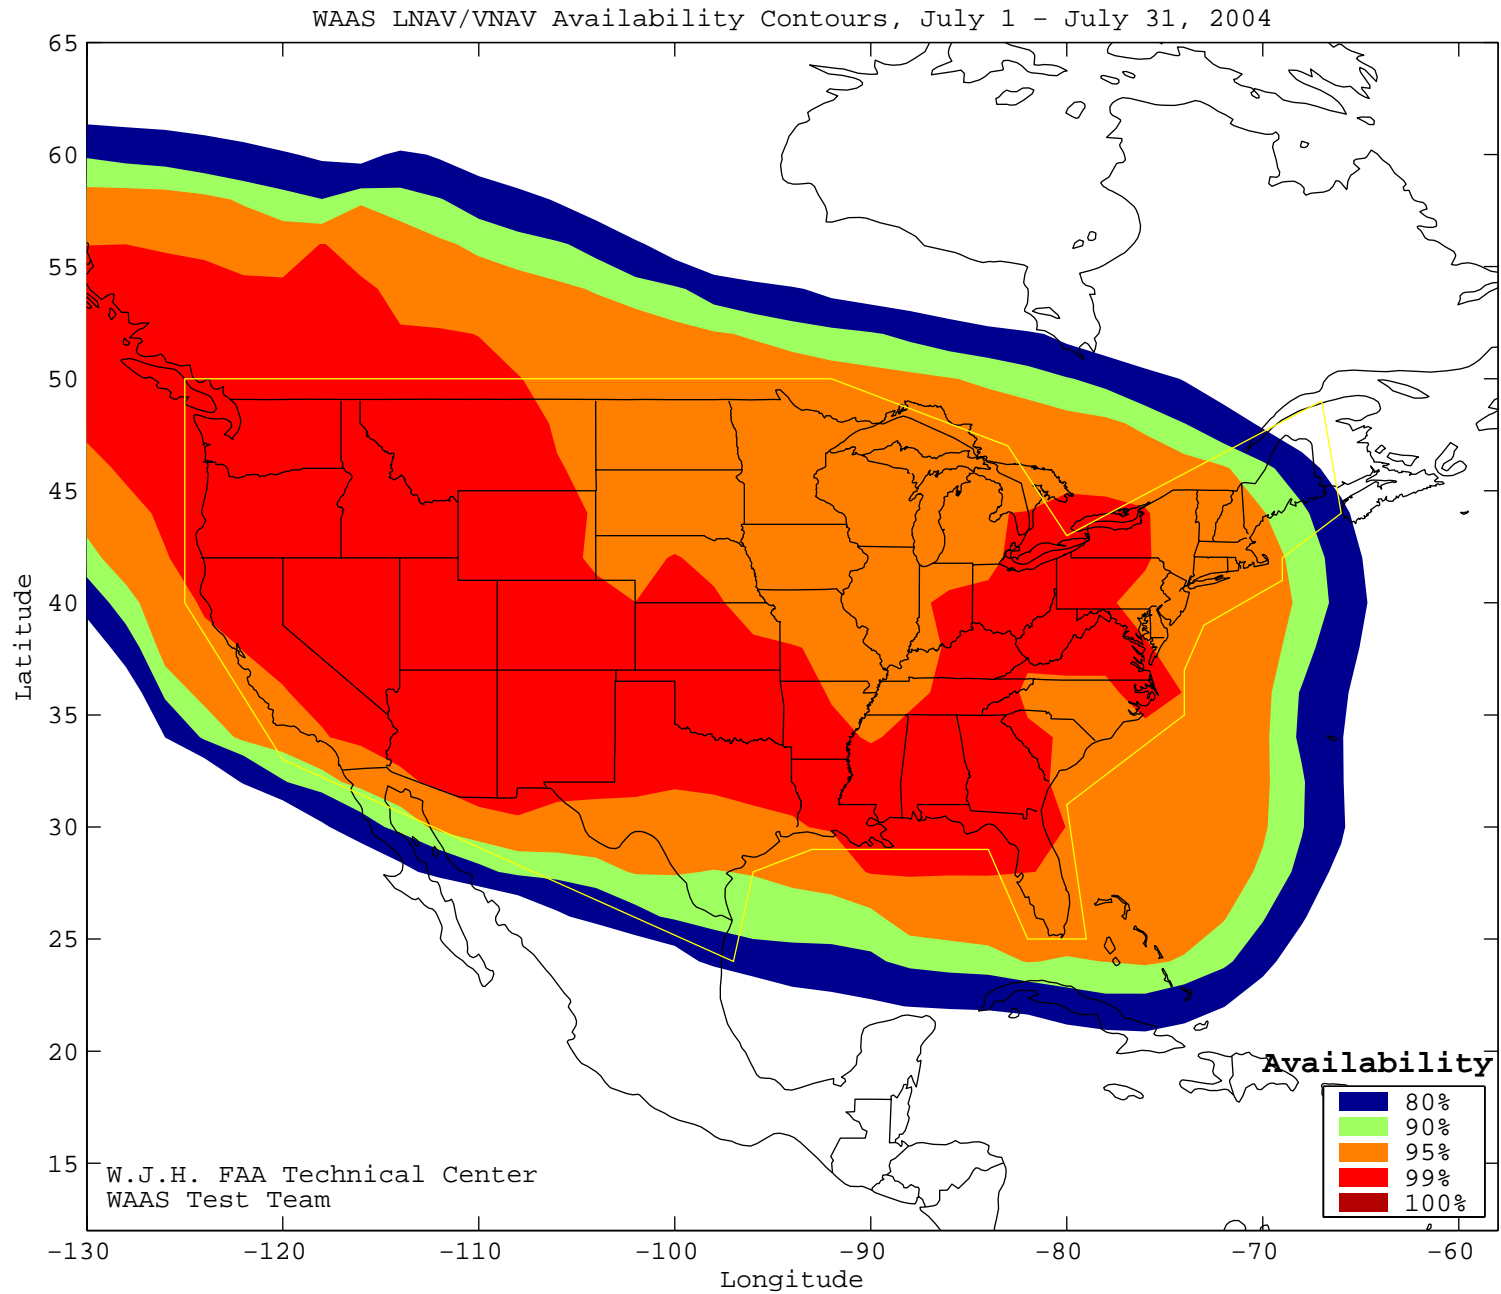 WAAS LNAV/VNAV Availability Contours, July 1 - July 31, 2004
65
60
55
50
45
40
35
30
25
20
15
Latitude
Availability
80%
90%
95%
99%
100%
W.J.H. FAA Technical Center
WAAS Test Team
-130 -120 -110 -100 -90 -80 -70 -60
Longitude